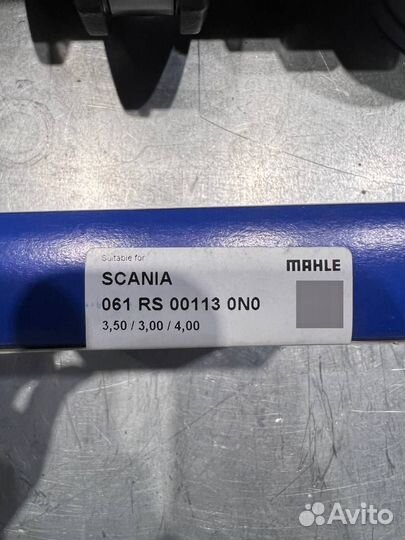 Suitable for
SCANIA
MAHLE
061 RS 00113 0N0
3,50 / 3,00 / 4,00
Avito